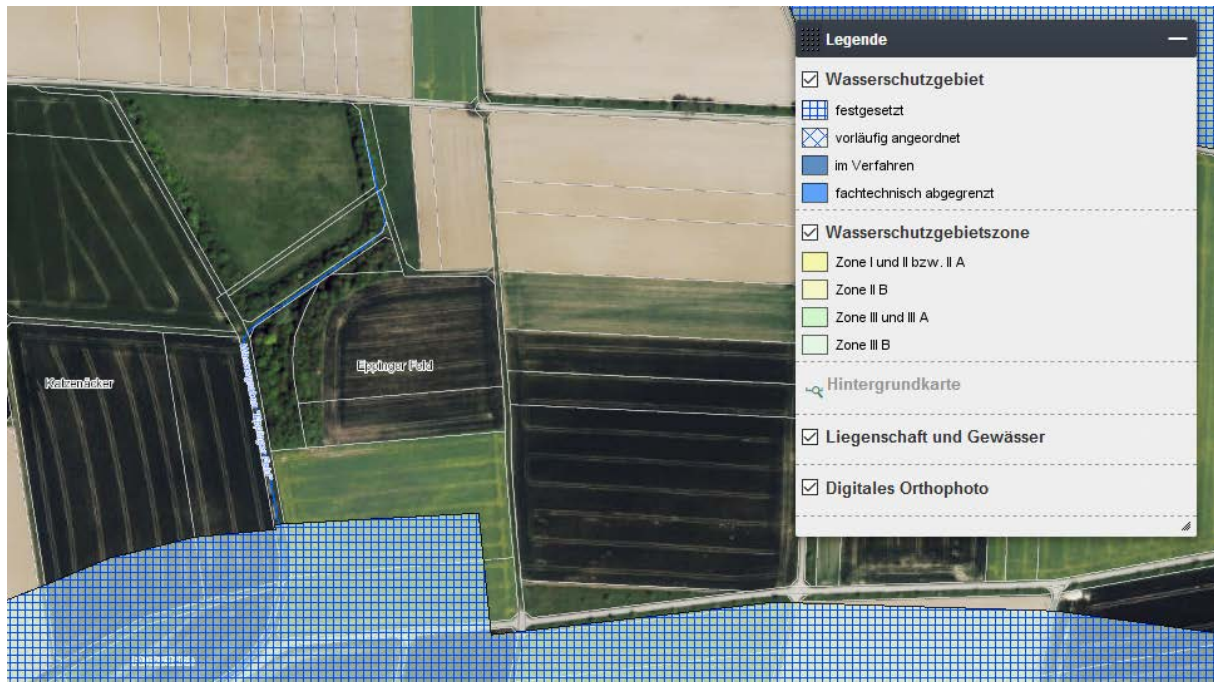 Legende
Wasserschutzgebiet
festgesetzt
vorläufig angeordnet
im Verfahren
fachtechnisch abgegrenzt
Wasserschutzgebietszone
Zone I und II bzw. II A
Zone II B
Zone III und III A
Zone III B
Hintergrundkarte
Liegenschaft und Gewässer
Digitales Orthophoto
Katzenäcker
Eppinger Feld